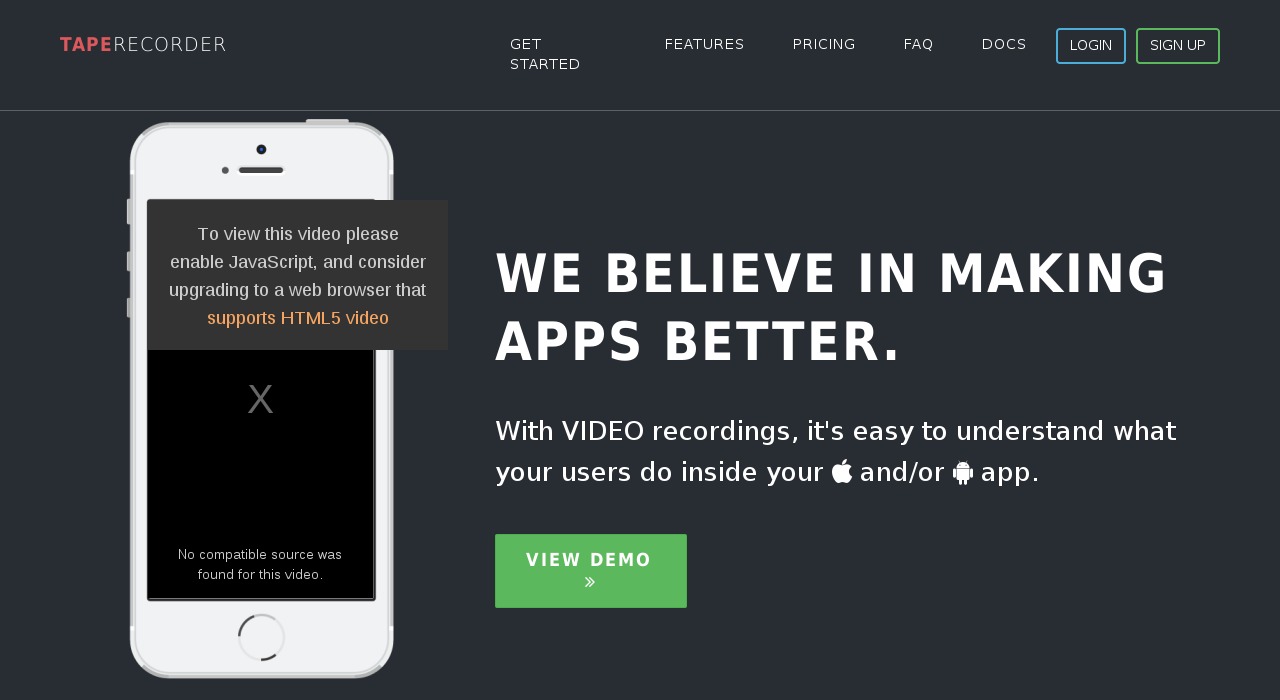 TAPERECORDER
GET
STARTED
FEATURES
PRICING
FAQ
DOCS
LOGIN
SIGN UP
To view this video please
enable JavaScript, and consider
upgrading to a web browser that
supports HTML5 video
X
No compatible source was
found for this video.
WE BELIEVE IN MAKING
APPS BETTER.
With VIDEO recordings, it's easy to understand what
your users do inside your and/or app.
VIEW DEMO
»